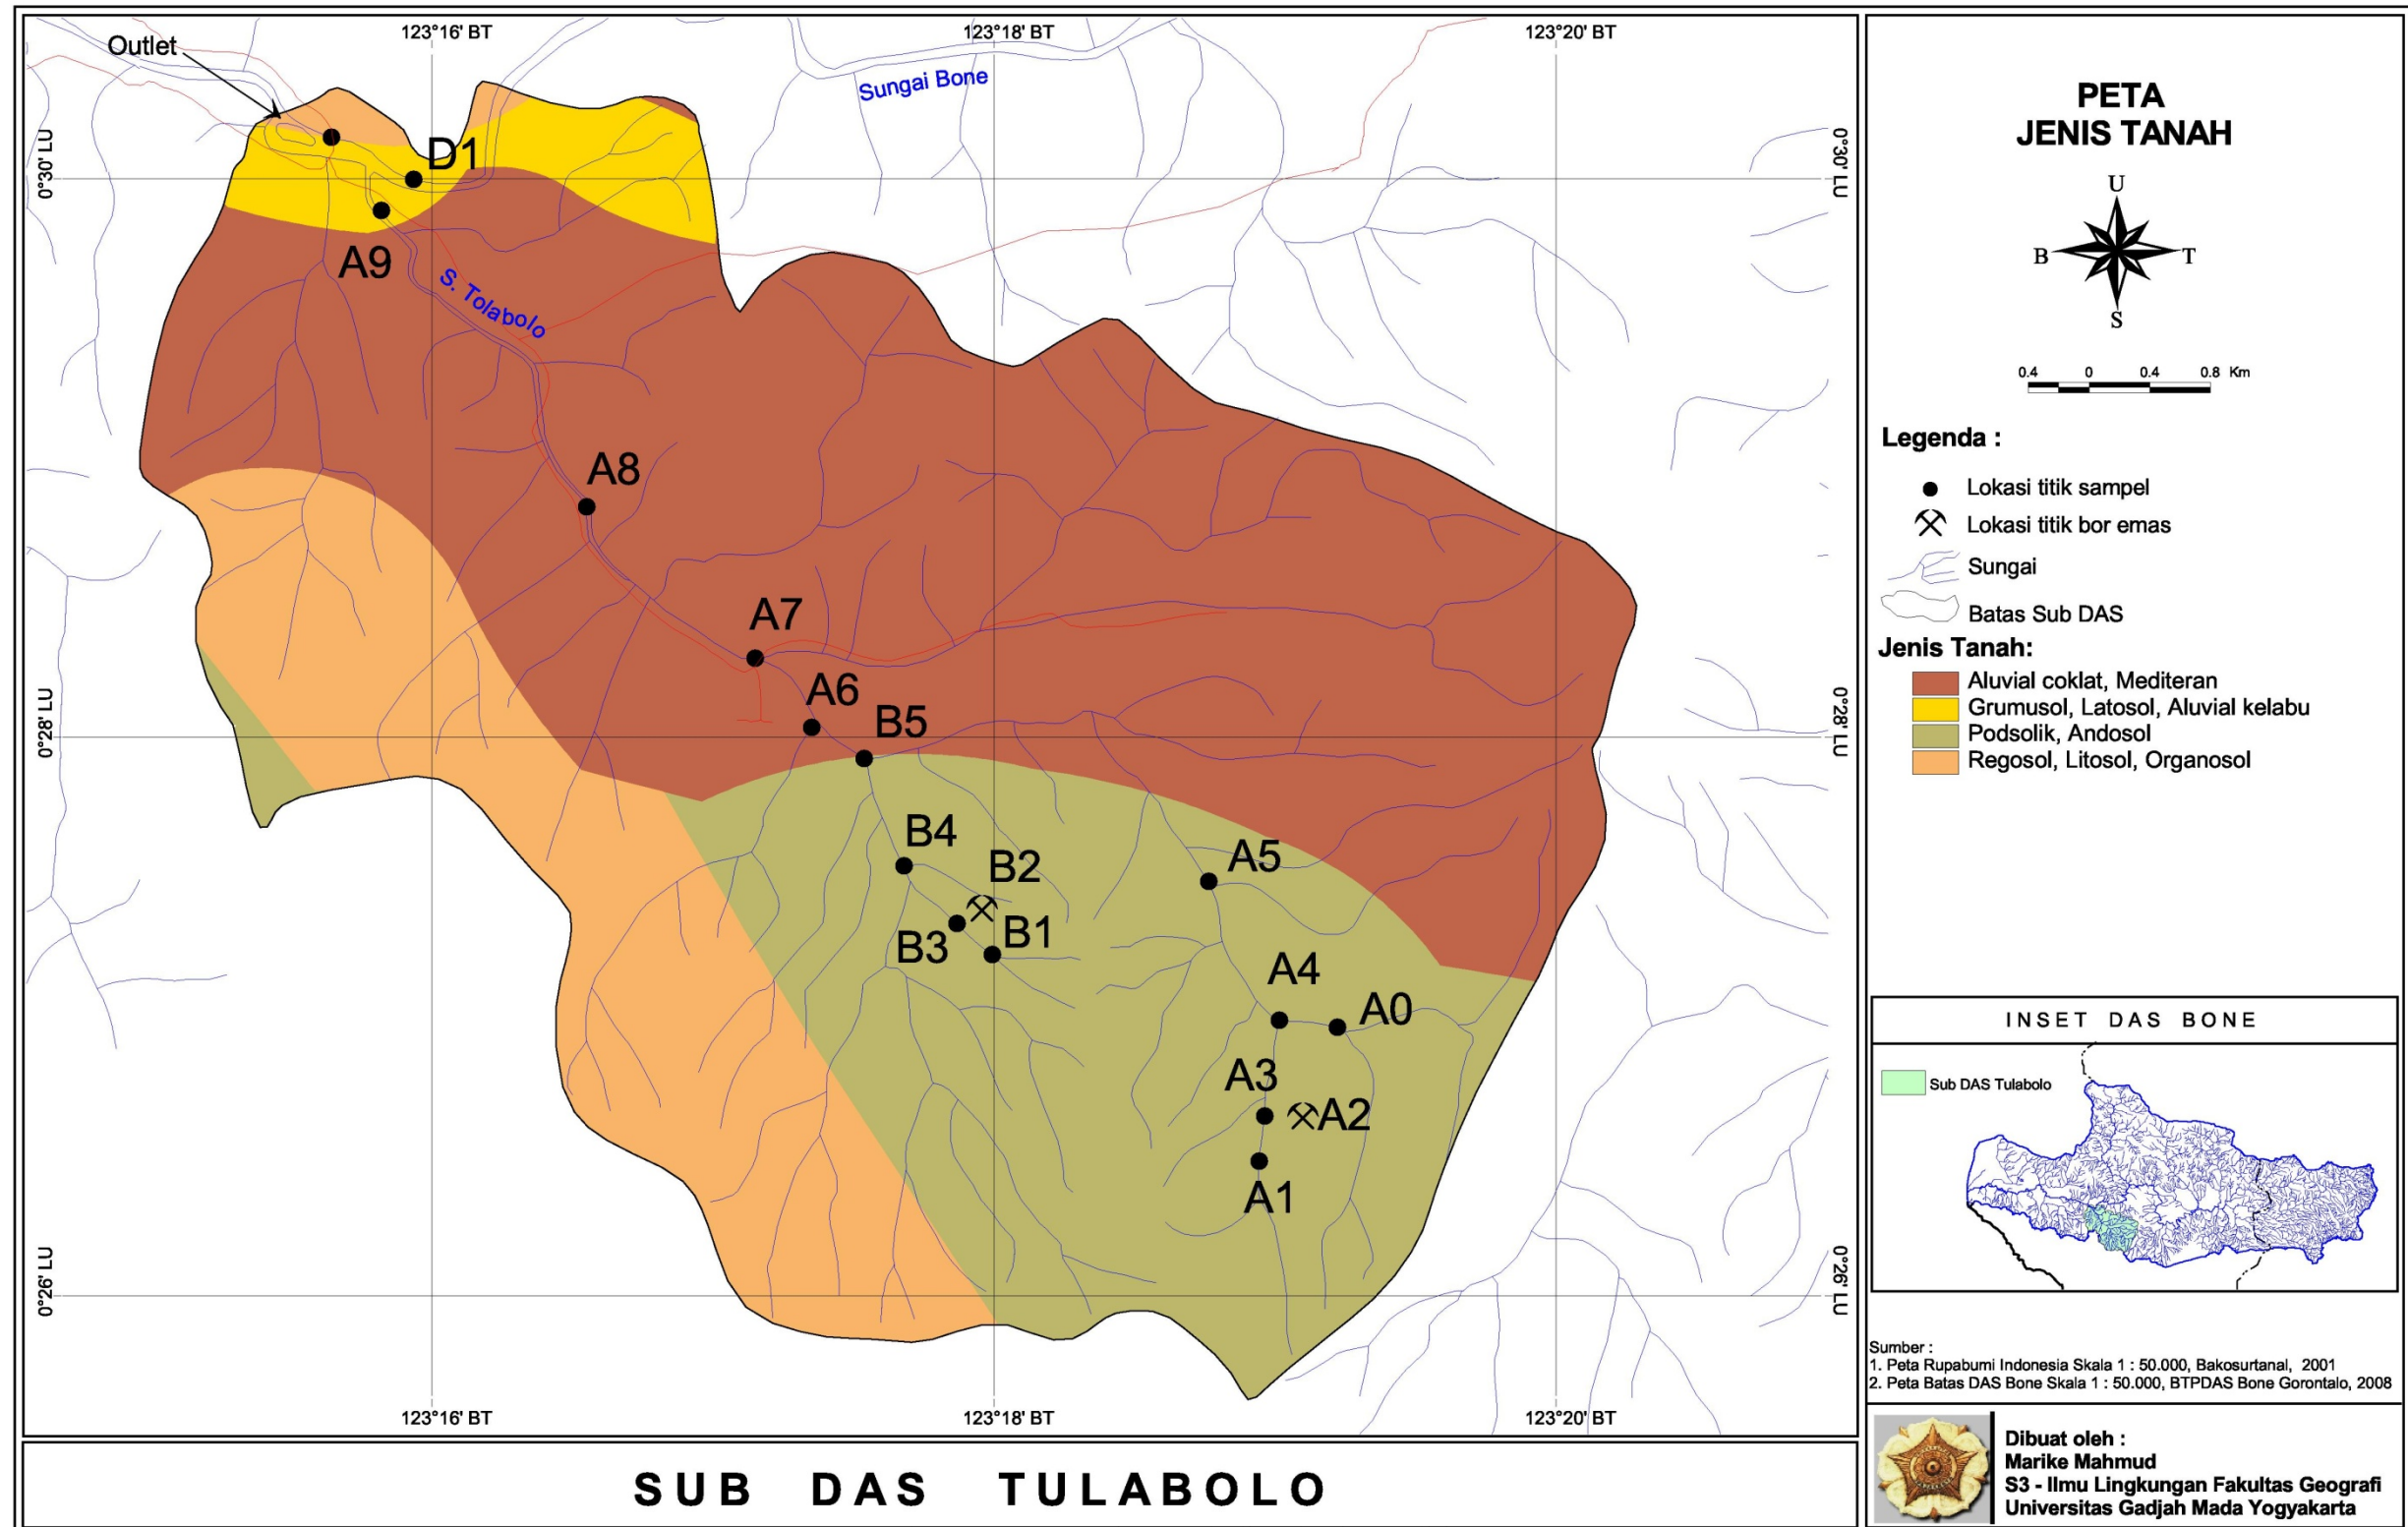 123°16' BT
123°18' BT
123°20' BT
Outlet
Sungai Bone
0°30' LU
0°30' LU
D1
A9
S. Tolabolo
A8
A7
A6
B5
0°28' LU
0°28' LU
B4
B2
A5
B3
B1
A4
A0
A3
A2
A1
0°26' LU
0°26' LU
123°16' BT
123°18' BT
123°20' BT
SUB DAS TULABOLO
PETA
JENIS TANAH
U
B
T
S
0.4 0 0.4 0.8 Km
Legenda :
Lokasi titik sampel
Lokasi titik bor emas
Sungai
Batas Sub DAS
Jenis Tanah:
Aluvial coklat, Mediteran
Grumusol, Latosol, Aluvial kelabu
Podsolik, Andosol
Regosol, Litosol, Organosol
INSET DAS BONE
Sub DAS Tulabolo
Sumber :
1. Peta Rupabumi Indonesia Skala 1 : 50.000, Bakosurtanal, 2001
2. Peta Batas DAS Bone Skala 1 : 50.000, BTPDAS Bone Gorontalo, 2008
Dibuat oleh :
Marike Mahmud
S3 - Ilmu Lingkungan Fakultas Geografi
Universitas Gadjah Mada Yogyakarta